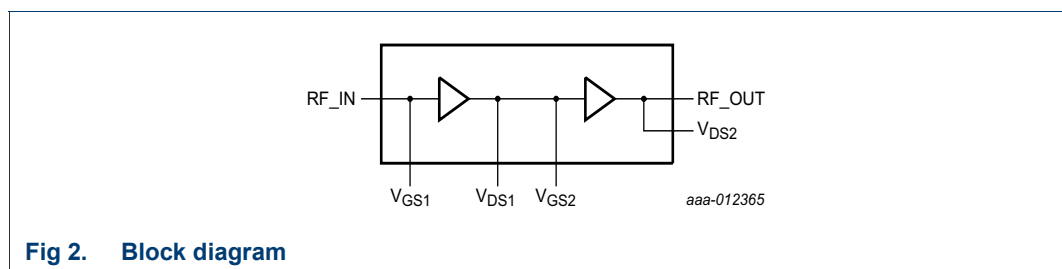 RF_IN
RF_OUT
VDS2
VGS1 VDS1 VGS2
aaa-012365
Fig 2. Block diagram